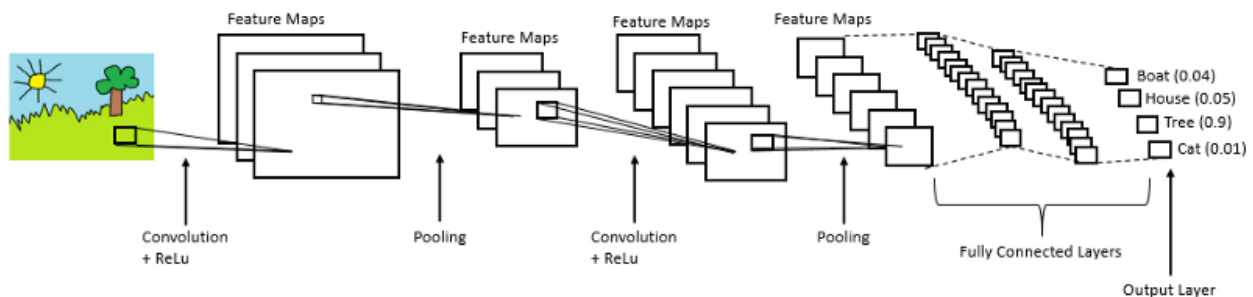 Feature Maps
Feature Maps
Feature Maps
Feature Maps
Boat (0.04)
House (0.05)
Tree (0.9)
Cat (0.01)
Convolution
+ ReLu
Pooling
Convolution
+ ReLu
Pooling
Fully Connected Layers
Output Layer